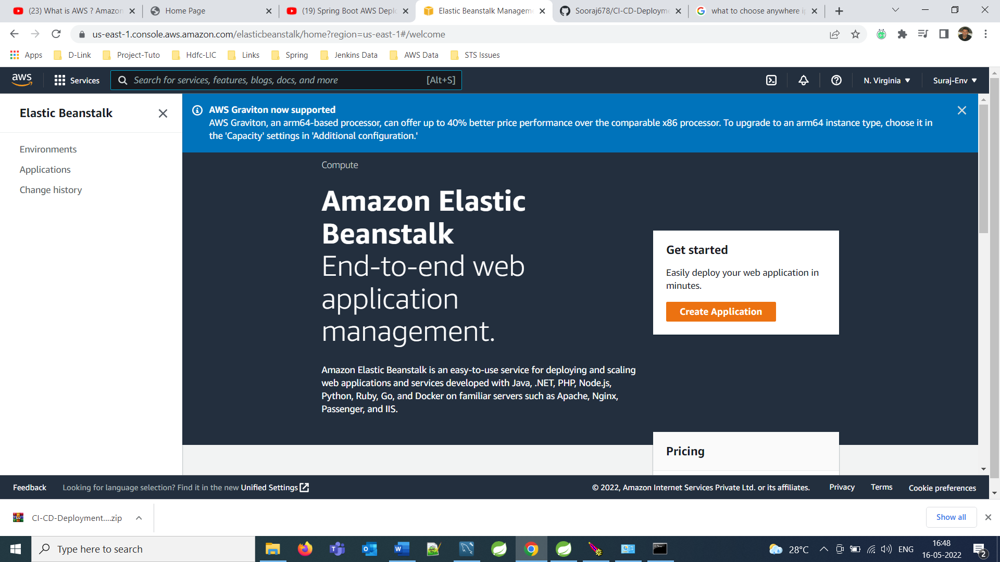 (23) What is AWS ? Amazon
Home Page
(19) Spring Boot AWS Deplo
Elastic Beanstalk Manageme
Sooraj678/CI-CD-Deployme
what to choose anywhere ip
us-east-1.console.aws.amazon.com/elasticbeanstalk/home?region=us-east-1#/welcome
Apps
D-Link
Project-Tuto
Hdfc-LIC
Links
Spring
Jenkins Data
AWS Data
STS Issues
aws
Services
Search for services, features, blogs, docs, and more
[Alt+S]
N. Virginia
Suraj-Env
Elastic Beanstalk
Environments
Applications
Change history
AWS Graviton now supported
AWS Graviton, an arm64-based processor, can offer up to 40% better price performance over the comparable x86 processor. To upgrade to an arm64 instance type, choose it in
the 'Capacity' settings in 'Additional configuration.'
Compute
Amazon Elastic
Beanstalk
End-to-end web
application
management.
Amazon Elastic Beanstalk is an easy-to-use service for deploying and scaling
web applications and services developed with Java, .NET, PHP, Node.js,
Python, Ruby, Go, and Docker on familiar servers such as Apache, Nginx,
Passenger, and IIS.
Get started
Easily deploy your web application in
minutes.
Create Application
Pricing
Feedback
Looking for language selection? Find it in the new Unified Settings
© 2022, Amazon Internet Services Private Ltd. or its affiliates.
Privacy
Terms
Cookie preferences
CI-CD-Deployment....zip
Show all
Type here to search
28°C
ENG
16:48
16-05-2022
2